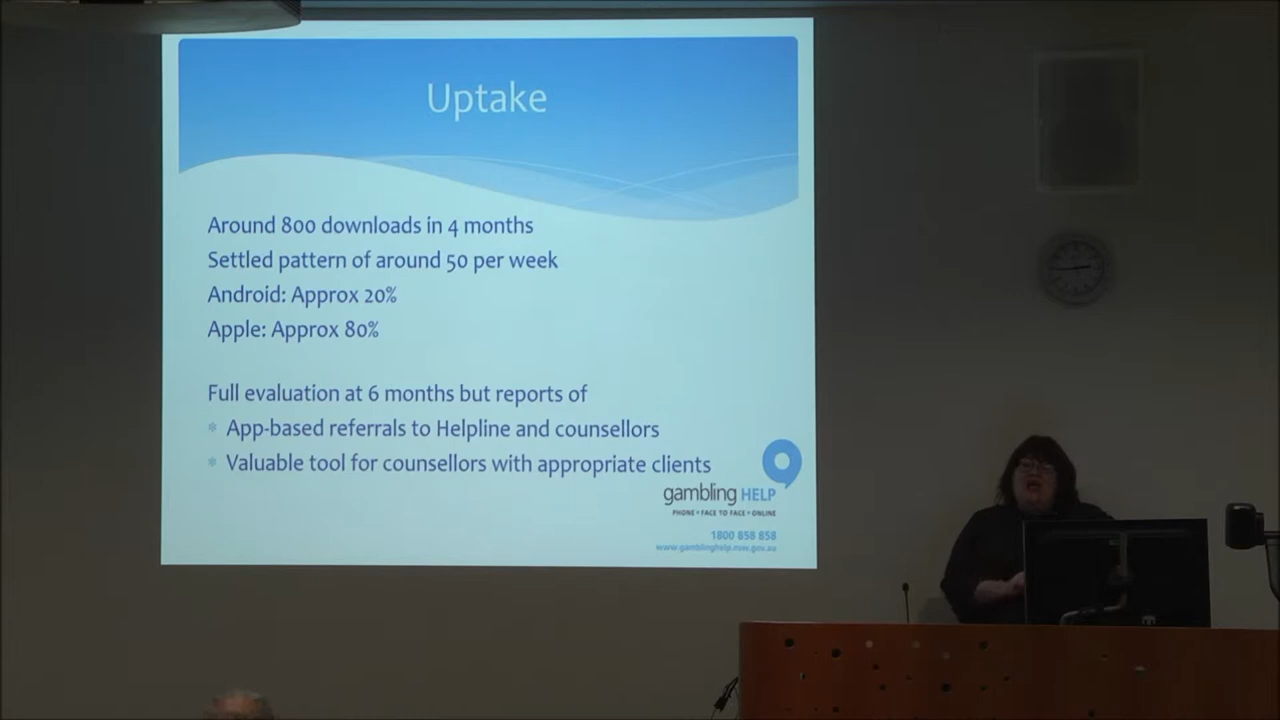 Uptake
Around 800 downloads in 4 months
Settled pattern of around 50 per week
Android: Approx 20%
Apple: Approx 80%
Full evaluation at 6 months but reports of
* App-based referrals to Helpline and counsellors
* Valuable tool for counsellors with appropriate clients
gambling HELP
PHONE • FACE TO FACE • ONLINE
1800 858 858
www.gamblinghelp.nsw.gov.au